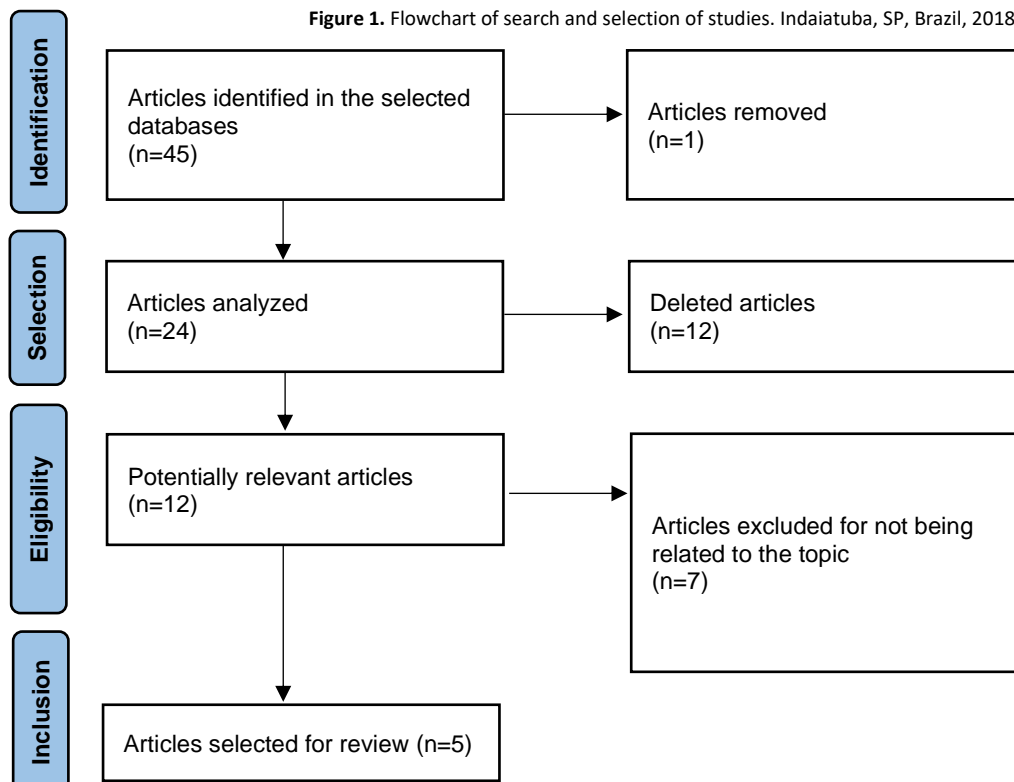 Figure 1. Flowchart of search and selection of studies. Indaiatuba, SP, Brazil, 2018
Identification
Articles identified in the selected
databases
(n=45)
Articles removed
(n=1)
Selection
Articles analyzed
(n=24)
Deleted articles
(n=12)
Eligibility
Potentially relevant articles
(n=12)
Articles excluded for not being
related to the topic
(n=7)
Inclusion
Articles selected for review (n=5)